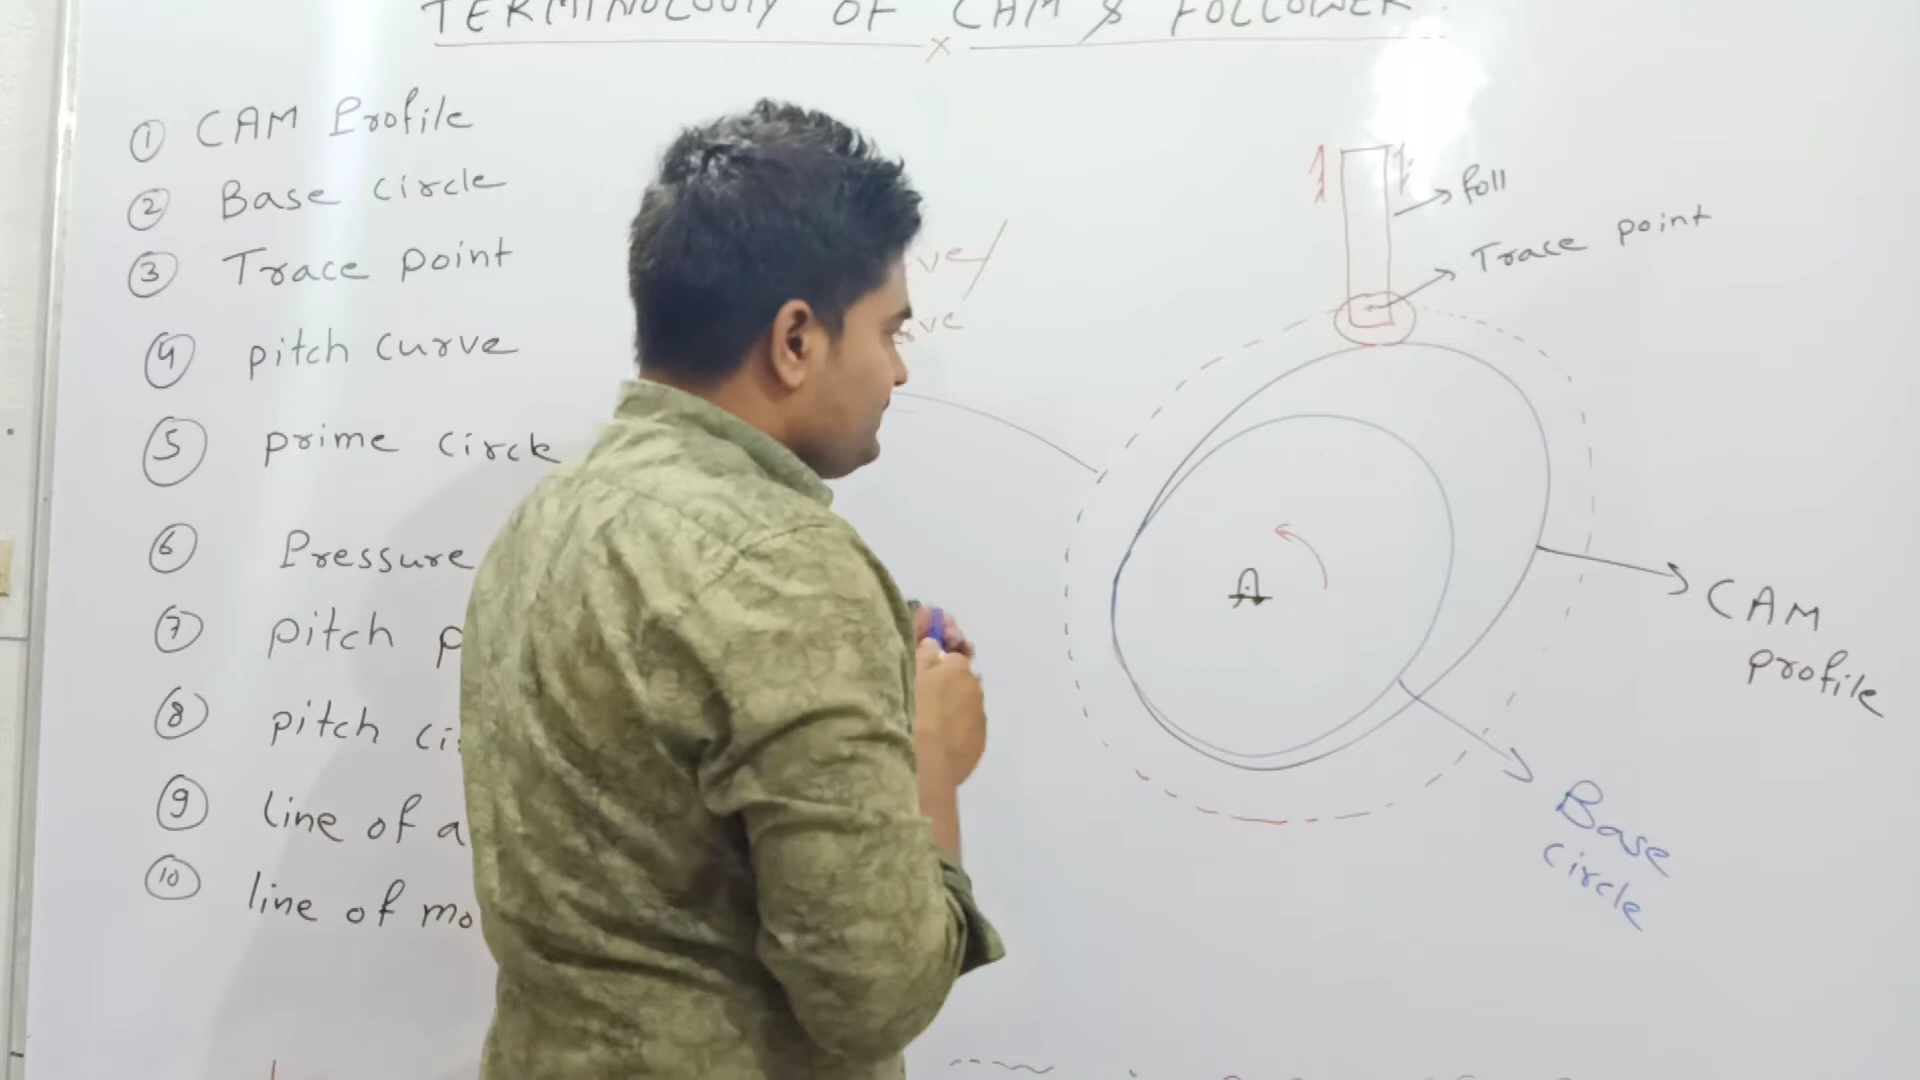 TERMINOLOGY OF CAM & FOLLOWER
① CAM Profile
② Base circle
③ Trace point
④ pitch curve
⑤ prime circle
⑥ Pressure
⑦ pitch p
⑧ pitch ci
⑨ line of a
⑩ line of mo
foll
Trace point
A
CAM
profile
Base
circle